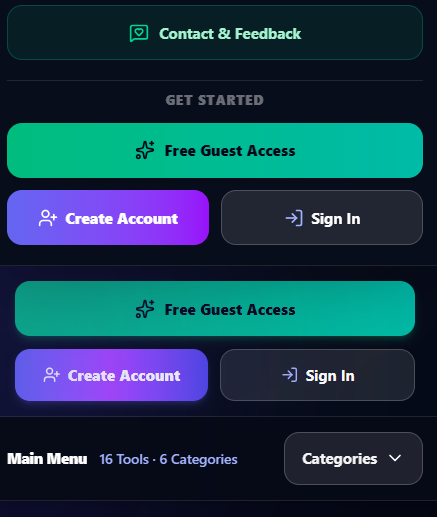 Contact & Feedback
GET STARTED
Free Guest Access
Create Account
Sign In
Free Guest Access
Create Account
Sign In
Main Menu 16 Tools · 6 Categories
Categories